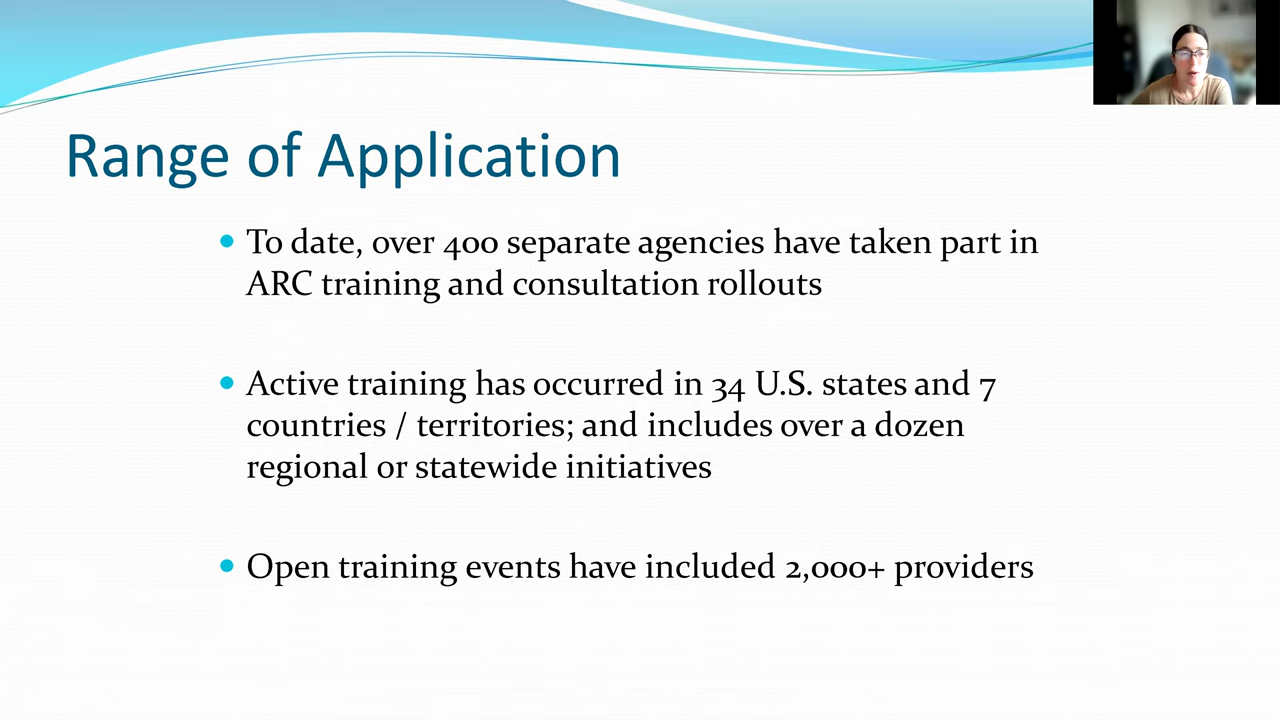 Range of Application
• To date, over 400 separate agencies have taken part in
ARC training and consultation rollouts
• Active training has occurred in 34 U.S. states and 7
countries / territories; and includes over a dozen
regional or statewide initiatives
• Open training events have included 2,000+ providers